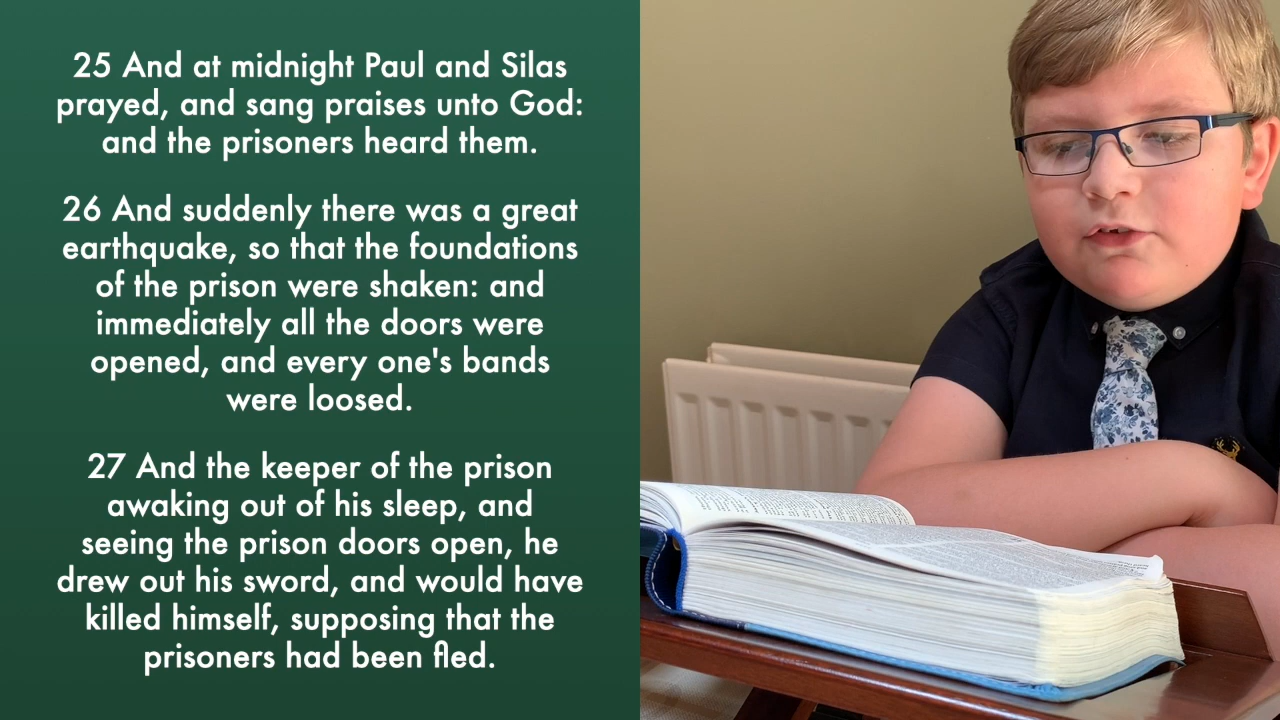 25 And at midnight Paul and Silas
prayed, and sang praises unto God:
and the prisoners heard them.
26 And suddenly there was a great
earthquake, so that the foundations
of the prison were shaken: and
immediately all the doors were
opened, and every one's bands
were loosed.
27 And the keeper of the prison
awaking out of his sleep, and
seeing the prison doors open, he
drew out his sword, and would have
killed himself, supposing that the
prisoners had been fled.